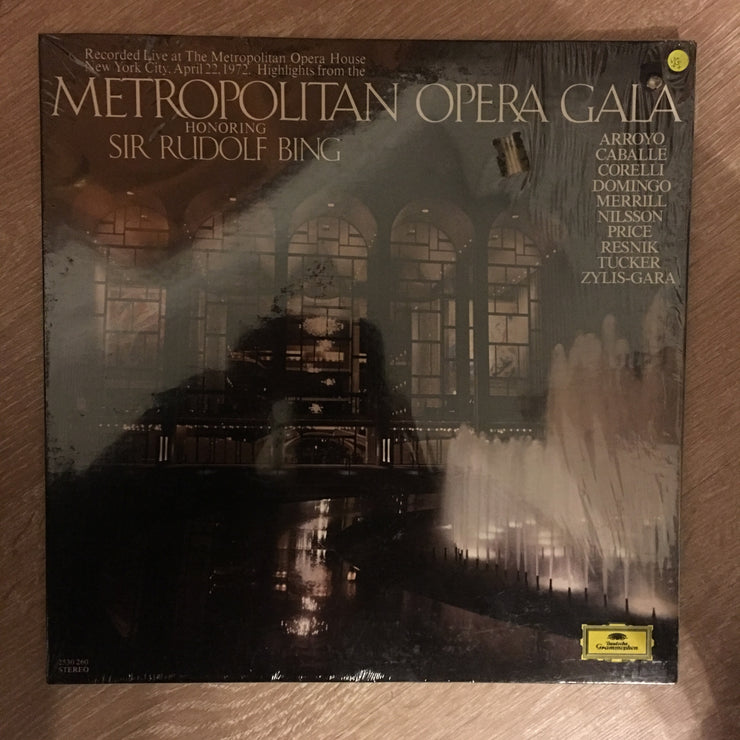 Recorded Live at The Metropolitan Opera House
New York City, April 22, 1972. Highlights from the
METROPOLITAN OPERA GALA
HONORING
SIR RUDOLF BING
ARROYO
CABALLE
CORELLI
DOMINGO
MERRILL
NILSSON
PRICE
RESNIK
TUCKER
ZYLIS-GARA
2530 260
STEREO
Deutsche
Grammophon